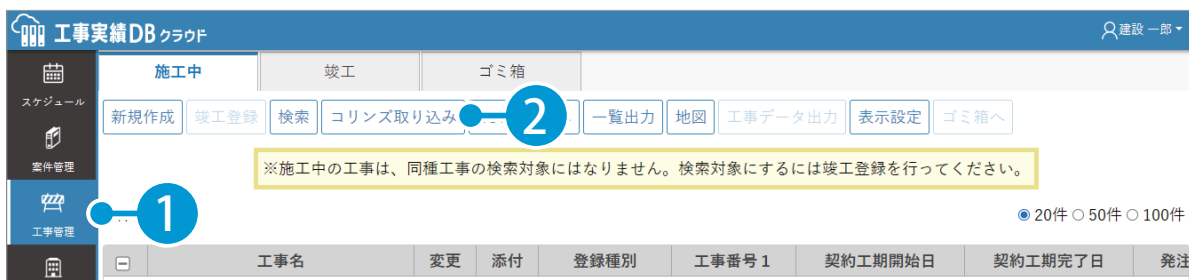 工事実績DBクラウド
建設 一郎
スケジュール
案件管理
工事管理
施工中 竣工 ゴミ箱
新規作成 竣工登録 検索 コリンズ取り込み 一覧出力 地図 工事データ出力 表示設定 ゴミ箱へ
1
2
※施工中の工事は、同種工事の検索対象にはなりません。検索対象にするには竣工登録を行ってください。
20件 50件 100件
工事名 変更 添付 登録種別 工事番号1 契約工期開始日 契約工期完了日 発注